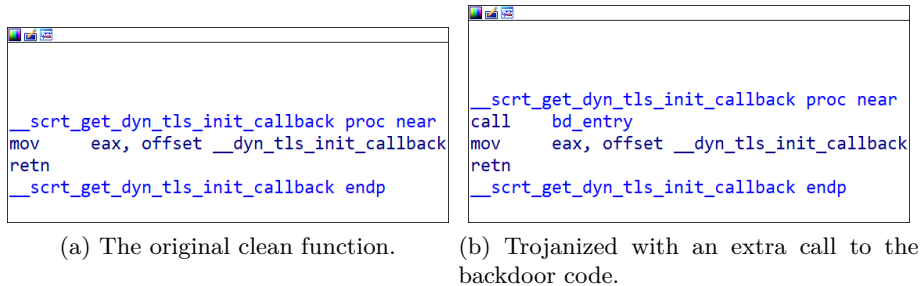 __scrt_get_dyn_tls_init_callback proc near
mov eax, offset __dyn_tls_init_callback
retn
__scrt_get_dyn_tls_init_callback endp
(a) The original clean function.
__scrt_get_dyn_tls_init_callback proc near
call bd_entry
mov eax, offset __dyn_tls_init_callback
retn
__scrt_get_dyn_tls_init_callback endp
(b) Trojanized with an extra call to the
backdoor code.